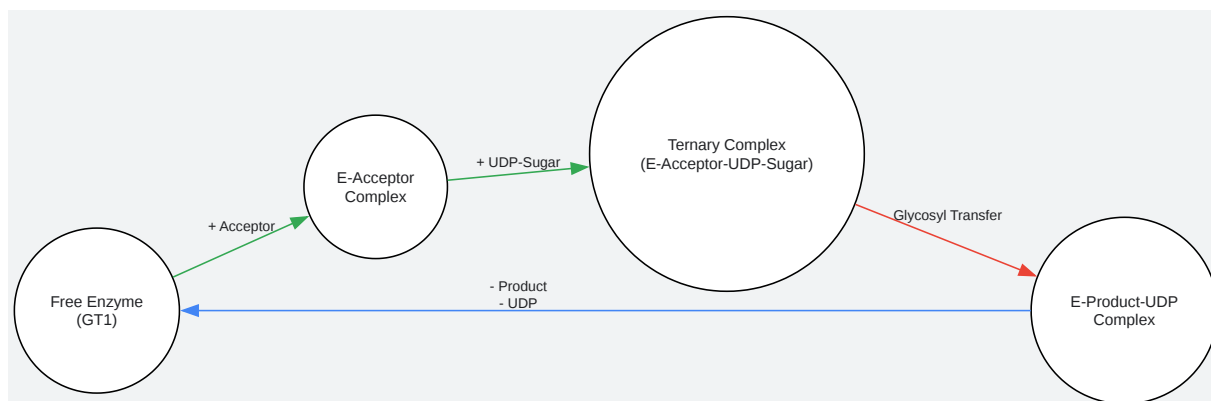 Free Enzyme
(GT1)
+ Acceptor
E-Acceptor
Complex
+ UDP-Sugar
Ternary Complex
(E-Acceptor-UDP-Sugar)
Glycosyl Transfer
E-Product-UDP
Complex
- Product
- UDP